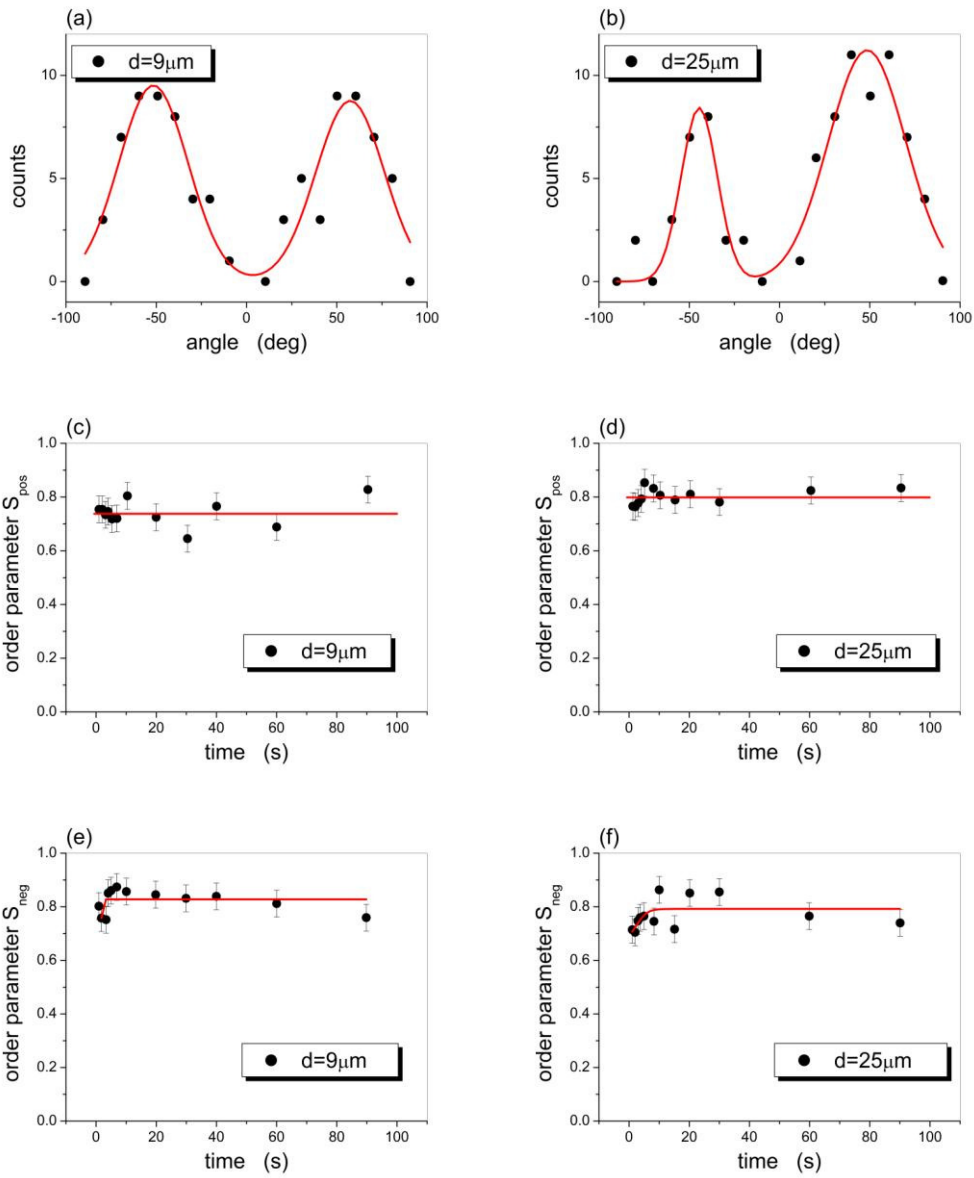 (a)
d=9μm
10
5
0
counts
-100 -50 0 50 100
angle (deg)
(b)
d=25μm
10
5
0
counts
-100 -50 0 50 100
angle (deg)
(c)
1.0
0.8
0.6
0.4
0.2
0.0
order parameter Spos
d=9μm
0 20 40 60 80 100
time (s)
(d)
1.0
0.8
0.6
0.4
0.2
0.0
order parameter Spos
d=25μm
0 20 40 60 80 100
time (s)
(e)
1.0
0.8
0.6
0.4
0.2
0.0
order parameter Sneg
d=9μm
0 20 40 60 80 100
time (s)
(f)
1.0
0.8
0.6
0.4
0.2
0.0
order parameter Sneg
d=25μm
0 20 40 60 80 100
time (s)